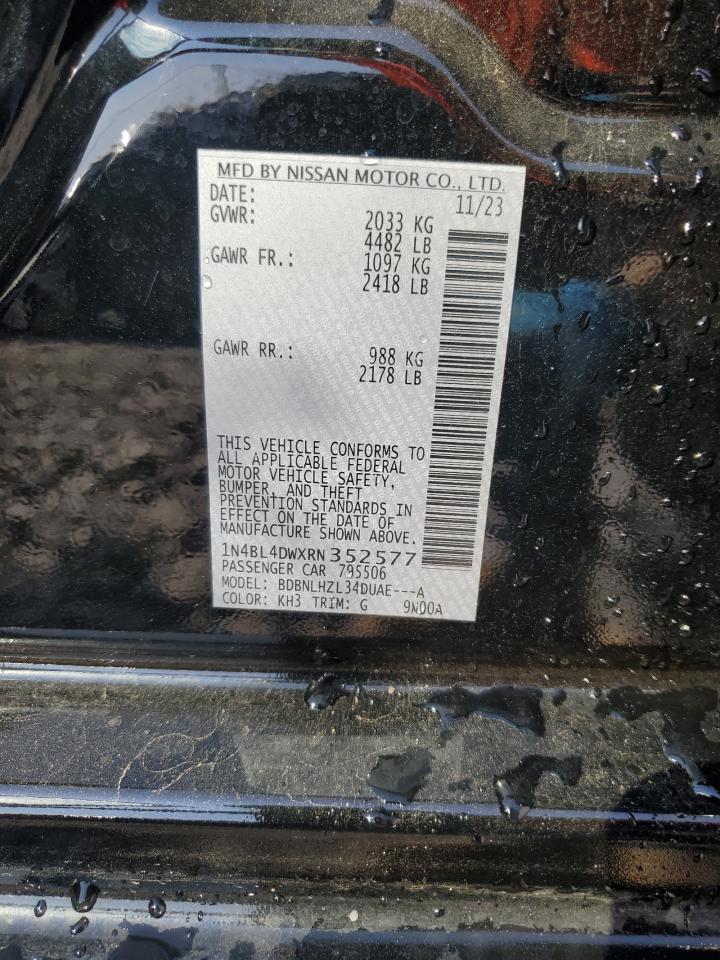 MFD BY NISSAN MOTOR CO., LTD.
DATE: 11/23
GVWR: 2033 KG
4482 LB
GAWR FR.: 1097 KG
2418 LB
GAWR RR.: 988 KG
2178 LB
THIS VEHICLE CONFORMS TO
ALL APPLICABLE FEDERAL
MOTOR VEHICLE SAFETY,
BUMPER, AND THEFT
PREVENTION STANDARDS IN
EFFECT ON THE DATE OF
MANUFACTURE SHOWN ABOVE.
1N4BL4DWXRN352577
PASSENGER CAR 795506
MODEL: BDBNLHZL34DUAE---A
COLOR: KH3 TRIM: G 9N00A